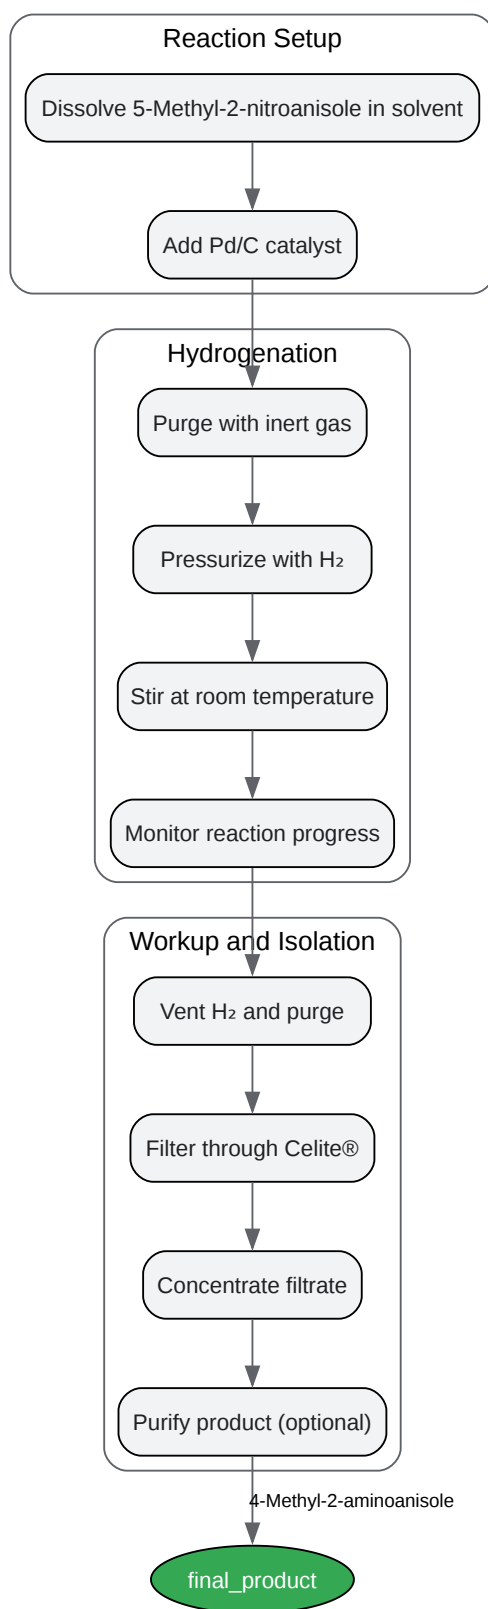 Reaction Setup
Dissolve 5-Methyl-2-nitroanisole in solvent
Add Pd/C catalyst
Hydrogenation
Purge with inert gas
Pressurize with H₂
Stir at room temperature
Monitor reaction progress
Workup and Isolation
Vent H₂ and purge
Filter through Celite®
Concentrate filtrate
Purify product (optional)
4-Methyl-2-aminoanisole
final_product